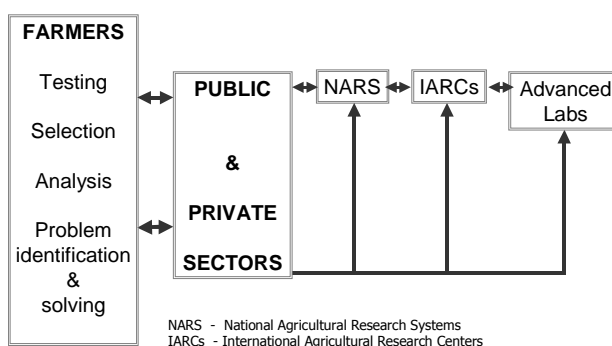 FARMERS
Testing
Selection
Analysis
Problem
identification
&
solving
PUBLIC
&
PRIVATE
SECTORS
NARS
IARCs
Advanced
Labs
NARS - National Agricultural Research Systems
IARCs - International Agricultural Research Centers